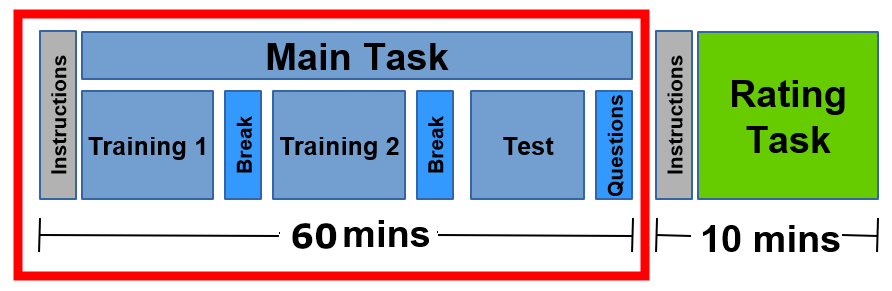 Instructions
Main Task
Training 1
Break
Training 2
Break
Test
Questions
60 mins
Instructions
Rating
Task
10 mins